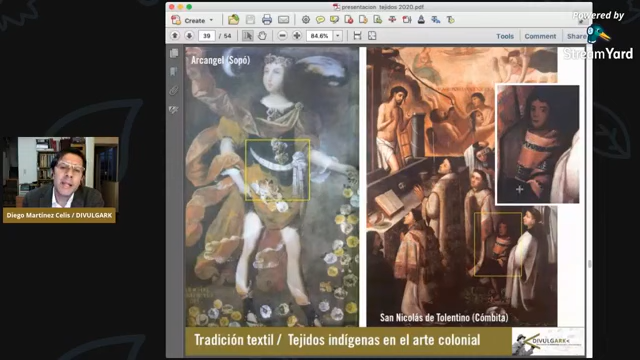 presentacion tejidos 2020.pdf
Powered by
StreamYard
Create
39 / 54
84.6%
Tools
Comment
Share
Arcangel (Sopó)
Diego Martínez Celis / DIVULGARK
San Nicolás de Tolentino (Cómbita)
Tradición textil / Tejidos indígenas en el arte colonial
DIVULGARK